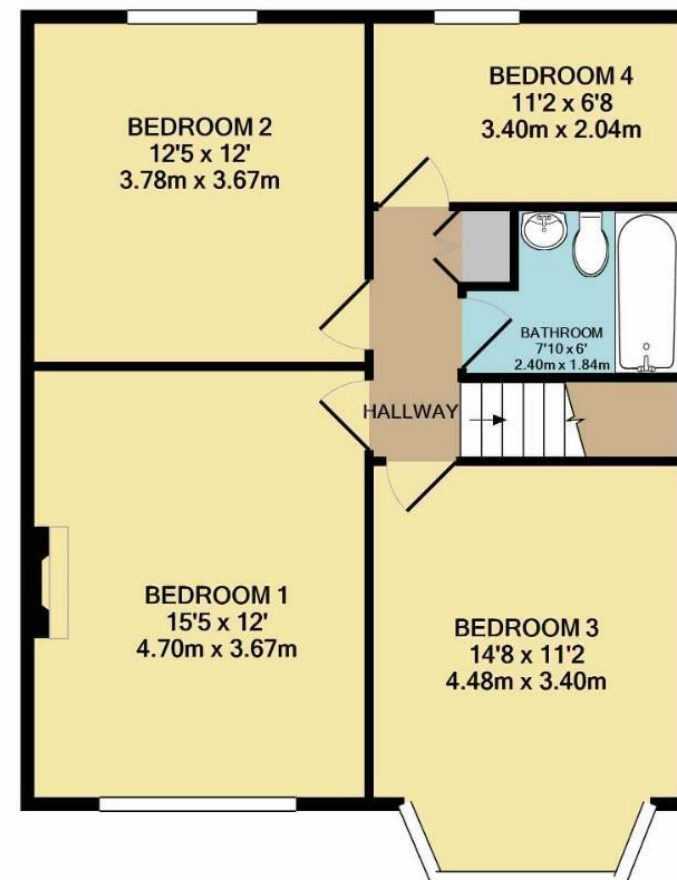 BEDROOM 2
12'5 x 12'
3.78m x 3.67m
BEDROOM 4
11'2 x 6'8
3.40m x 2.04m
BATHROOM
7'10 x 6'
2.40m x 1.84m
HALLWAY
BEDROOM 1
15'5 x 12'
4.70m x 3.67m
BEDROOM 3
14'8 x 11'2
4.48m x 3.40m